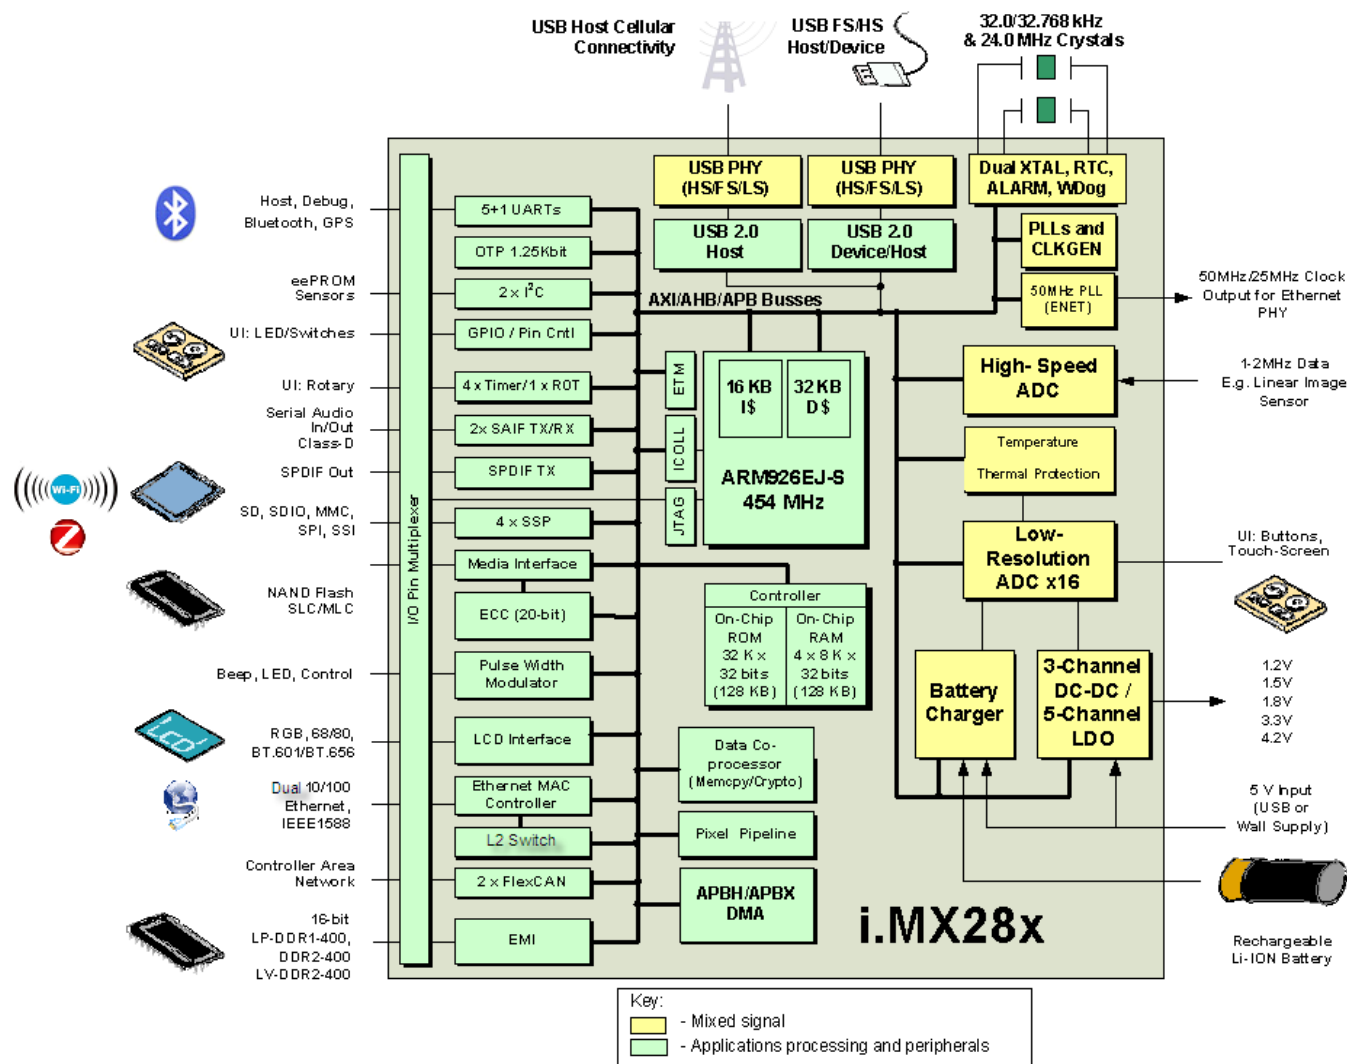 USB Host Cellular
Connectivity
USB FS/HS
Host/Device
32.0/32.768 kHz
& 24.0 MHz Crystals
USB PHY
(HS/FS/LS)
USB PHY
(HS/FS/LS)
Dual XTAL, RTC,
ALARM, WDog
USB 2.0
Host
USB 2.0
Device/Host
PLLs and
CLKGEN
50MHz PLL
(ENET)
50MHz/25MHz Clock
Output for Ethernet
PHY
AXI/AHB/APB Busses
Host, Debug,
Bluetooth, GPS
5+1 UARTs
OTP 1.25Kbit
eePROM
Sensors
2 x I²C
UI: LED/Switches
GPIO / Pin Cntl
UI: Rotary
4 x Timer/1 x ROT
Serial Audio
In/Out
Class-D
2x SAIF TX/RX
SPDIF Out
SPDIF TX
Wi-Fi
SD, SDIO, MMC,
SPI, SSI
4 x SSP
Media Interface
NAND Flash
SLC/MLC
ECC (20-bit)
Beep, LED, Control
Pulse Width
Modulator
LCD
RGB, 68/80,
BT.601/BT.656
LCD Interface
Dual 10/100
Ethernet,
IEEE1588
Ethernet MAC
Controller
L2 Switch
Controller Area
Network
2 x FlexCAN
16-bit
LP-DDR1-400,
DDR2-400
LV-DDR2-400
EMI
I/O Pin Multiplexer
ETM
ICOLL
JTAG
16 KB
I$
32 KB
D$
ARM926EJ-S
454 MHz
Controller
On-Chip
ROM
32 K x
32 bits
(128 KB)
On-Chip
RAM
4 x 8 K x
32 bits
(128 KB)
Data Co-
processor
(Memcpy/Crypto)
Pixel Pipeline
APBH/APBX
DMA
High- Speed
ADC
1-2MHz Data
E.g. Linear Image
Sensor
Temperature
Thermal Protection
Low-
Resolution
ADC x16
UI: Buttons,
Touch-Screen
Battery
Charger
3-Channel
DC-DC /
5-Channel
LDO
1.2V
1.5V
1.8V
3.3V
4.2V
5 V Input
(USB or
Wall Supply)
Rechargeable
Li-ION Battery
i.MX28x
Key:
- Mixed signal
- Applications processing and peripherals